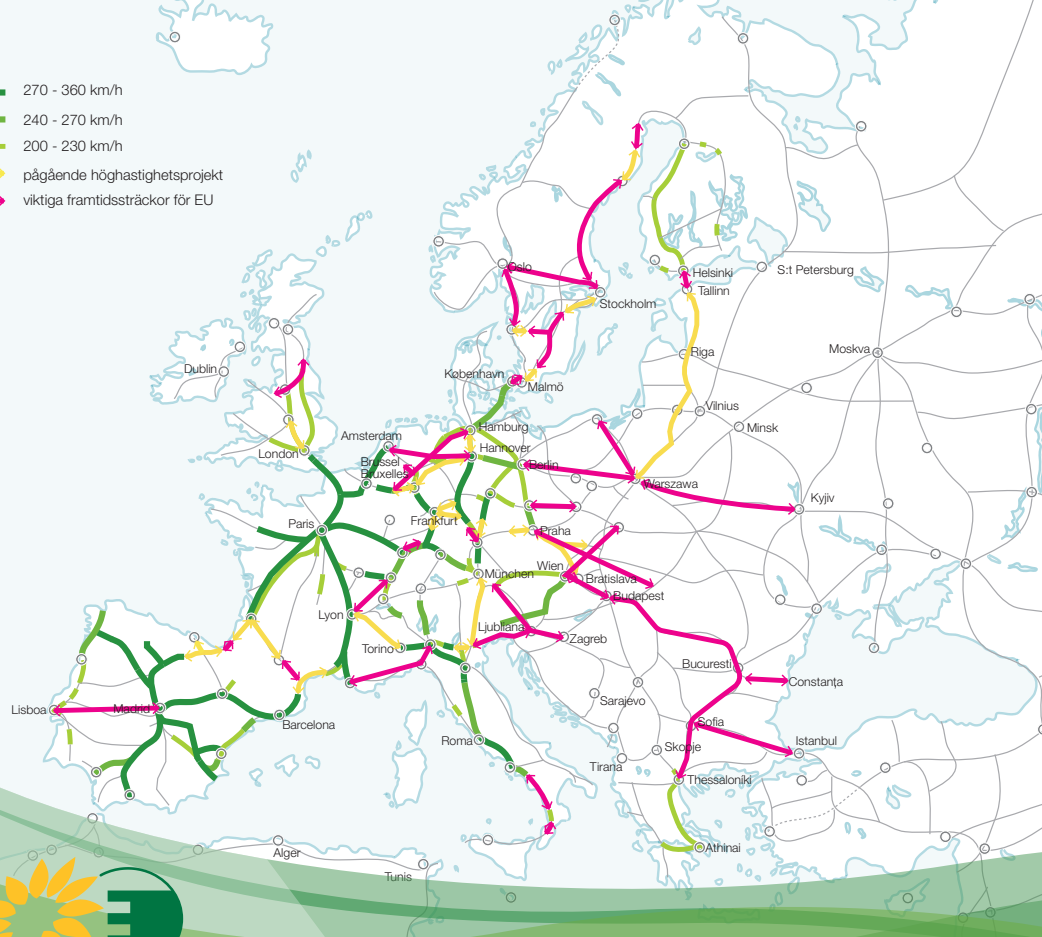 270 - 360 km/h
240 - 270 km/h
200 - 230 km/h
pågående höghastighetsprojekt
viktiga framtidssträckor för EU
Oslo
Helsinki
S:t Petersburg
Tallinn
Stockholm
Riga
Moskva
Dublin
København
Malmö
Vilnius
Minsk
Hamburg
Amsterdam
Hannover
London
Brussel
Bruxelles
Berlin
Warszawa
Kyjiv
Paris
Frankfurt
Praha
Wien
München
Bratislava
Budapest
Lyon
Ljubljana
Zagreb
Torino
Bucuresti
Constanța
Lisboa
Madrid
Sarajevo
Barcelona
Sofia
Roma
Skopje
Istanbul
Tirana
Thessaloníki
Athinai
Alger
Tunis